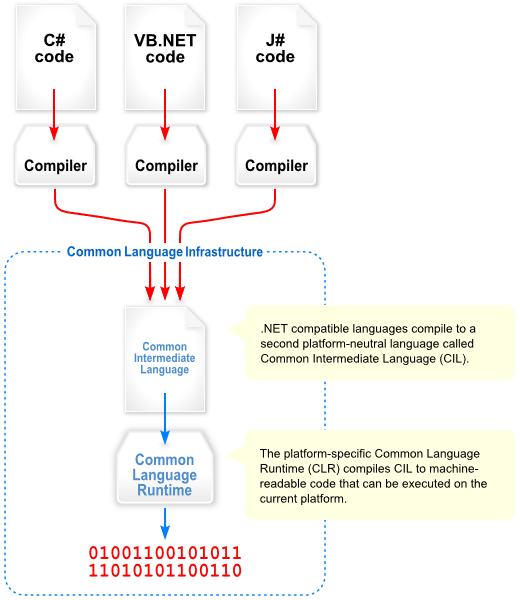 C#
code
VB.NET
code
J#
code
Compiler
Compiler
Compiler
Common Language Infrastructure
Common
Intermediate
Language
.NET compatible languages compile to a
second platform-neutral language called
Common Intermediate Language (CIL).
Common
Language
Runtime
The platform-specific Common Language
Runtime (CLR) compiles CIL to machine-
readable code that can be executed on the
current platform.
01001100101011
11010101100110